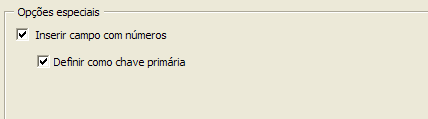 Opções especiais
Inserir campo com números
Definir como chave primária